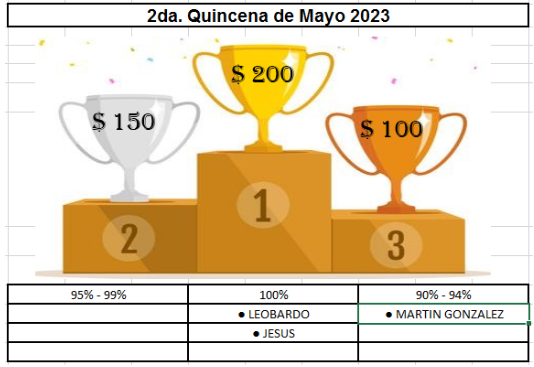 2da. Quincena de Mayo 2023
$ 200
$ 150
$ 100
1
2
3
95% - 99% 100% 90% - 94%
● LEOBARDO ● MARTIN GONZALEZ
● JESUS